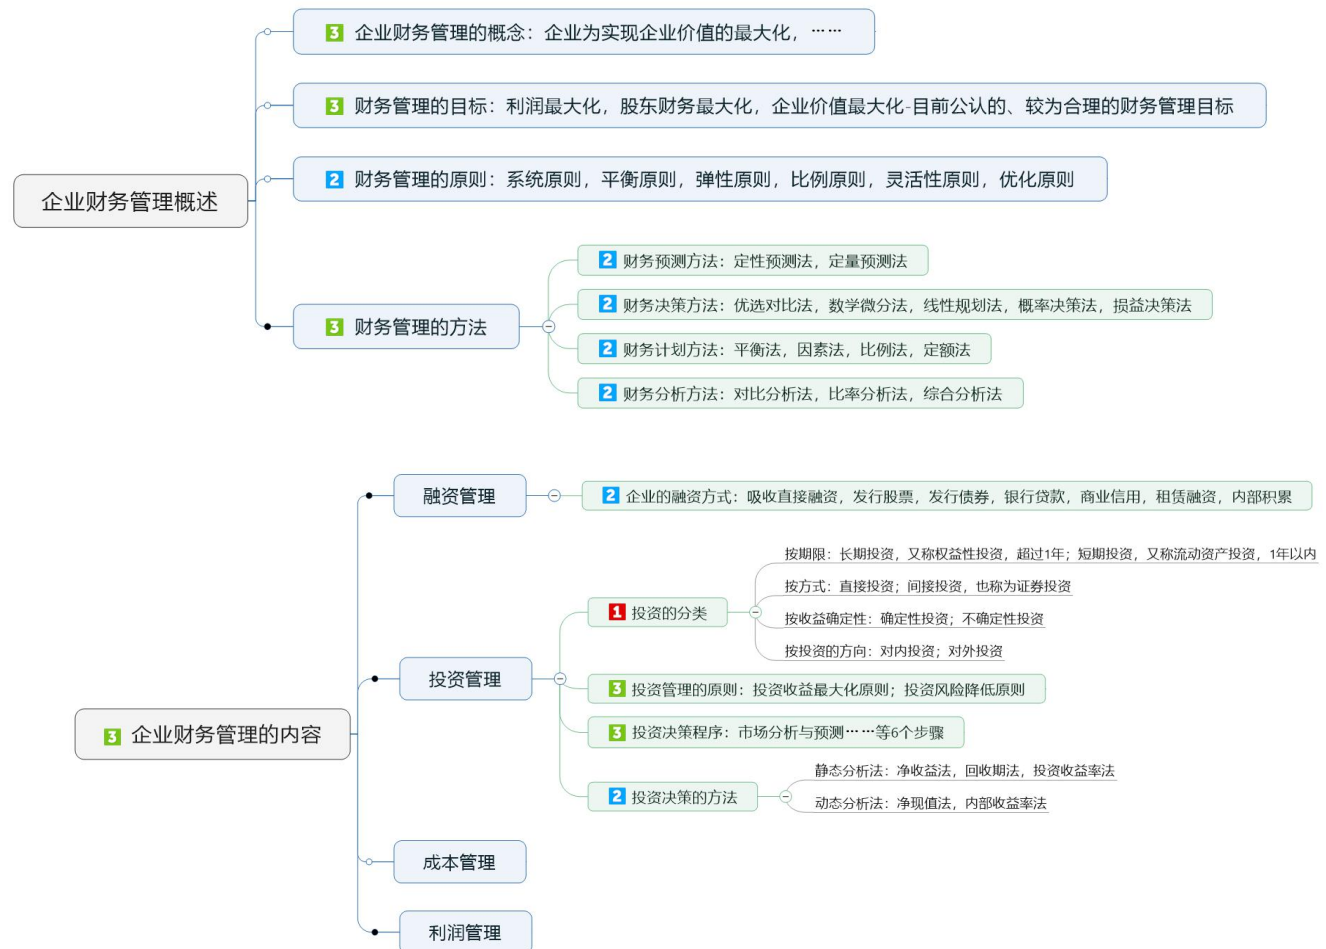 3 企业财务管理的概念：企业为实现企业价值的最大化，……
3 财务管理的目标：利润最大化，股东财务最大化，企业价值最大化-目前公认的、较为合理的财务管理目标
2 财务管理的原则：系统原则，平衡原则，弹性原则，比例原则，灵活性原则，优化原则
企业财务管理概述
3 财务管理的方法
2 财务预测方法：定性预测法，定量预测法
2 财务决策方法：优选对比法，数学微分法，线性规划法，概率决策法，损益决策法
2 财务计划方法：平衡法，因素法，比例法，定额法
2 财务分析方法：对比分析法，比率分析法，综合分析法
3 企业财务管理的内容
融资管理
2 企业的融资方式：吸收直接融资，发行股票，发行债券，银行贷款，商业信用，租赁融资，内部积累
投资管理
1 投资的分类
按期限：长期投资，又称权益性投资，超过1年；短期投资，又称流动资产投资，1年以内
按方式：直接投资；间接投资，也称为证券投资
按收益确定性：确定性投资；不确定性投资
按投资的方向：对内投资；对外投资
3 投资管理的原则：投资收益最大化原则；投资风险降低原则
3 投资决策程序：市场分析与预测……等6个步骤
2 投资决策的方法
静态分析法：净收益法，回收期法，投资收益率法
动态分析法：净现值法，内部收益率法
成本管理
利润管理